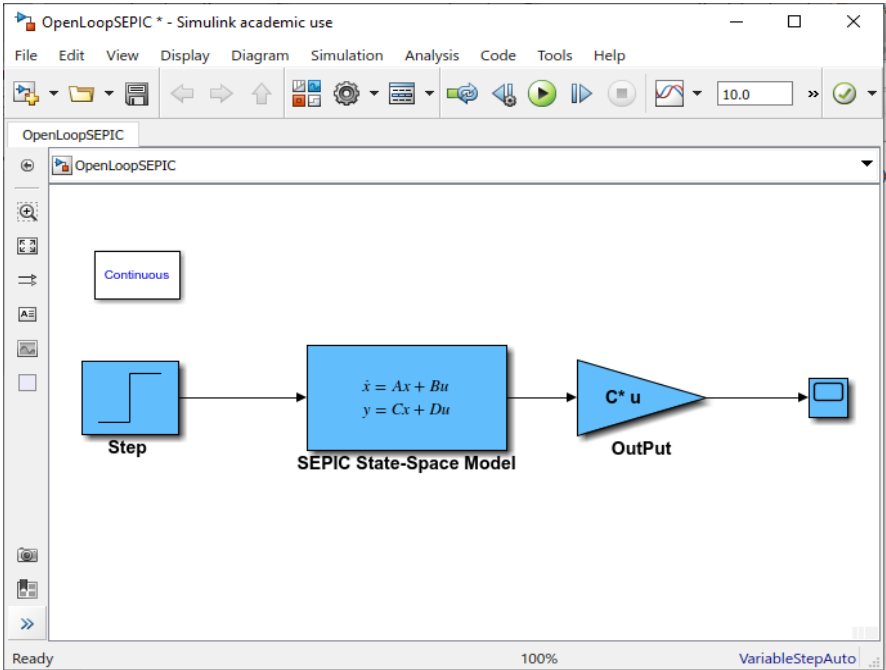 OpenLoopSEPIC * - Simulink academic use
File Edit View Display Diagram Simulation Analysis Code Tools Help
10.0 »
OpenLoopSEPIC
OpenLoopSEPIC
Continuous
ẋ = Ax + Bu
y = Cx + Du
C* u
Step
SEPIC State-Space Model
OutPut
Ready 100% VariableStepAuto